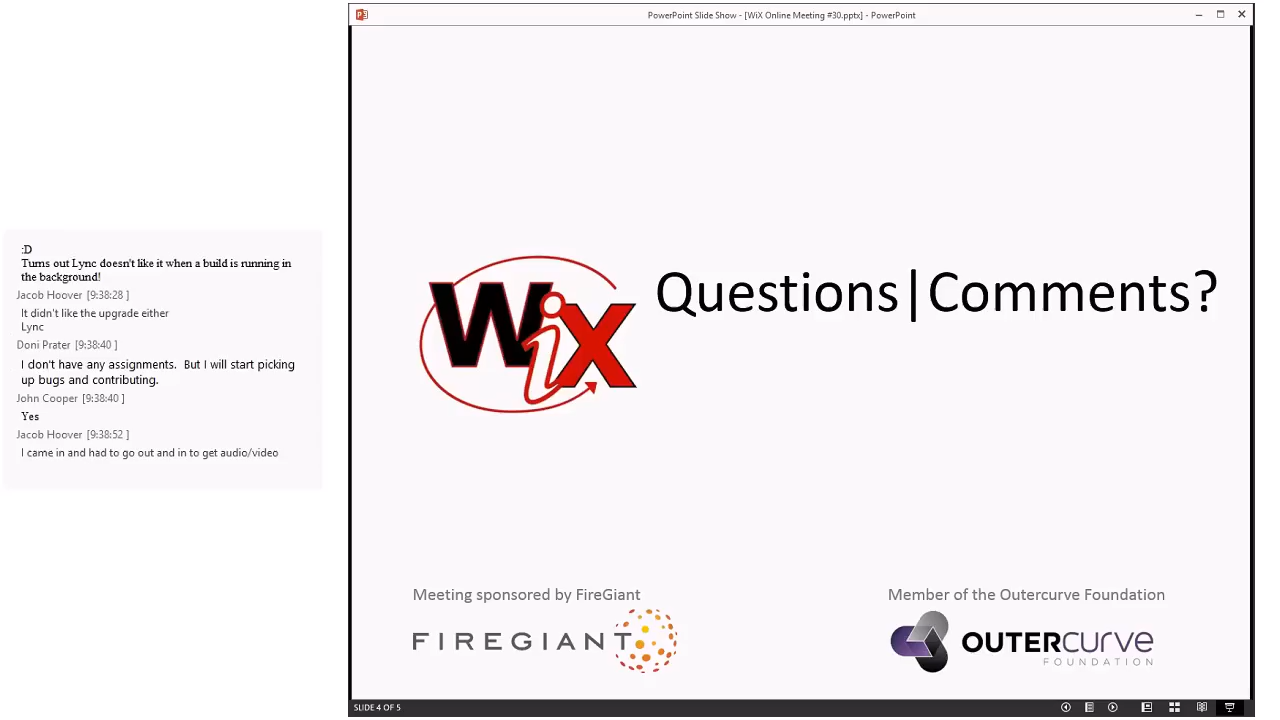 PowerPoint Slide Show - [WiX Online Meeting #30.pptx] - PowerPoint
:D
Turns out Lync doesn't like it when a build is running in
the background!
Jacob Hoover [9:38:28 ]
It didn't like the upgrade either
Lync
Doni Prater [9:38:40 ]
I don't have any assignments.  But I will start picking
up bugs and contributing.
John Cooper [9:38:40 ]
Yes
Jacob Hoover [9:38:52 ]
I came in and had to go out and in to get audio/video
WiX
Questions|Comments?
Meeting sponsored by FireGiant
FIREGIANT
Member of the Outercurve Foundation
OUTERCURVE
FOUNDATION
SLIDE 4 OF 5